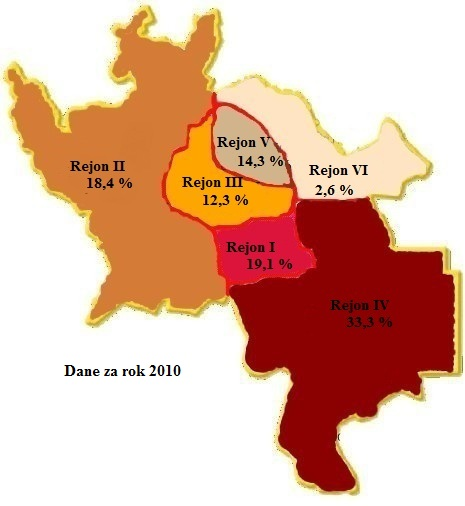 Rejon V
14,3 %
Rejon II
18,4 %
Rejon VI
2,6 %
Rejon III
12,3 %
Rejon I
19,1 %
Rejon IV
33,3 %
Dane za rok 2010